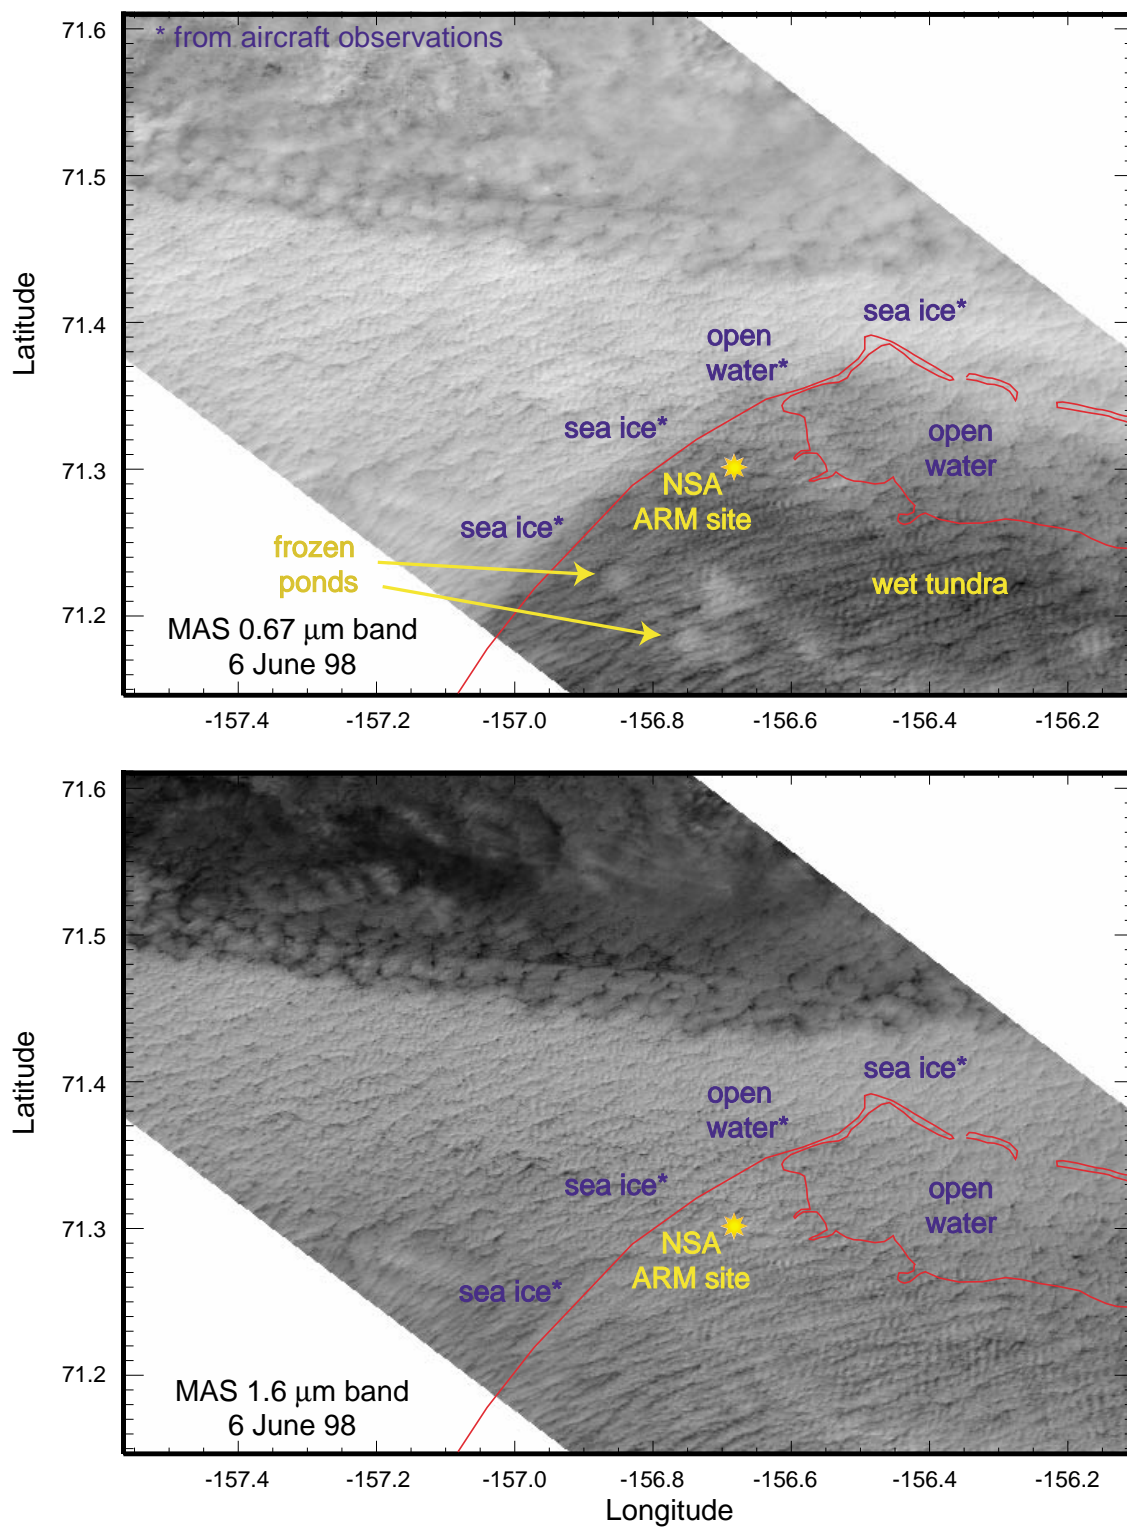 * from aircraft observations
71.6
71.5
71.4
71.3
71.2
Latitude
sea ice*
open
water*
sea ice*
open
water
NSA
ARM site
sea ice*
frozen
ponds
wet tundra
MAS 0.67 μm band
6 June 98
-157.4
-157.2
-157.0
-156.8
-156.6
-156.4
-156.2
71.6
71.5
71.4
71.3
71.2
Latitude
sea ice*
open
water*
sea ice*
open
water
NSA
ARM site
sea ice*
MAS 1.6 μm band
6 June 98
-157.4
-157.2
-157.0
-156.8
-156.6
-156.4
-156.2
Longitude